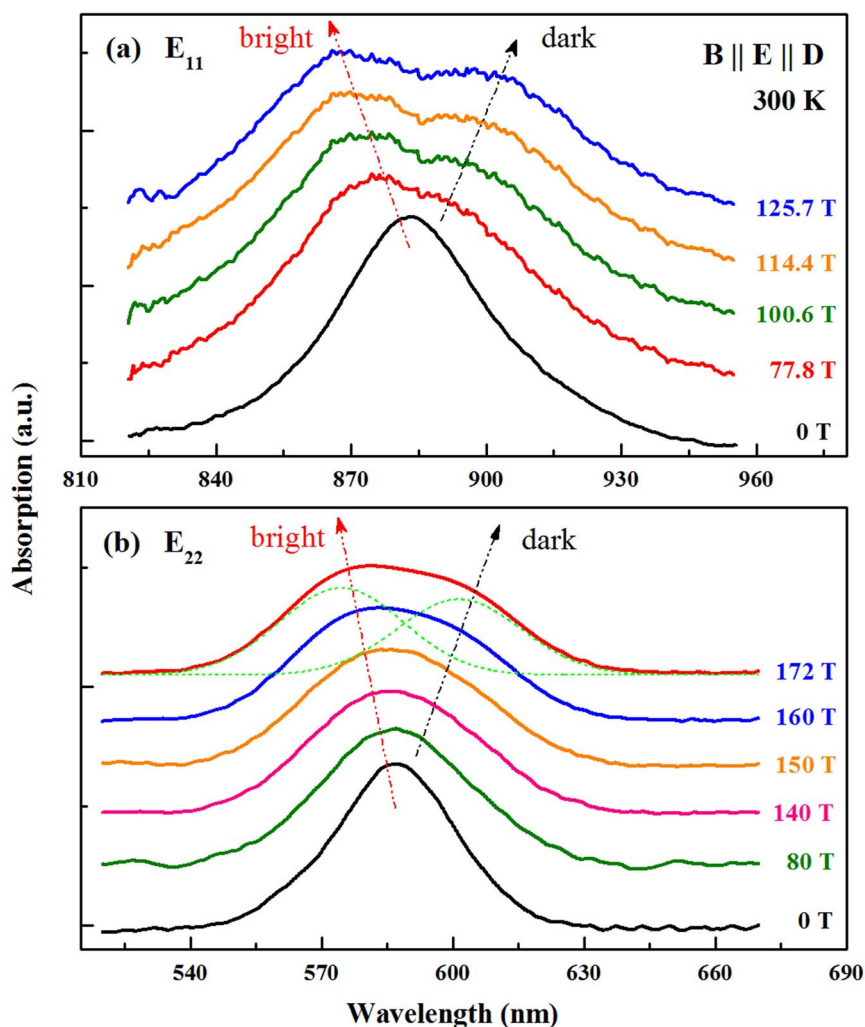 (a) E₁₁
bright
dark
B || E || D
300 K
125.7 T
114.4 T
100.6 T
77.8 T
0 T
810 840 870 900 930 960
Absorption (a.u.)
(b) E₂₂
bright
dark
172 T
160 T
150 T
140 T
80 T
0 T
540 570 600 630 660 690
Wavelength (nm)